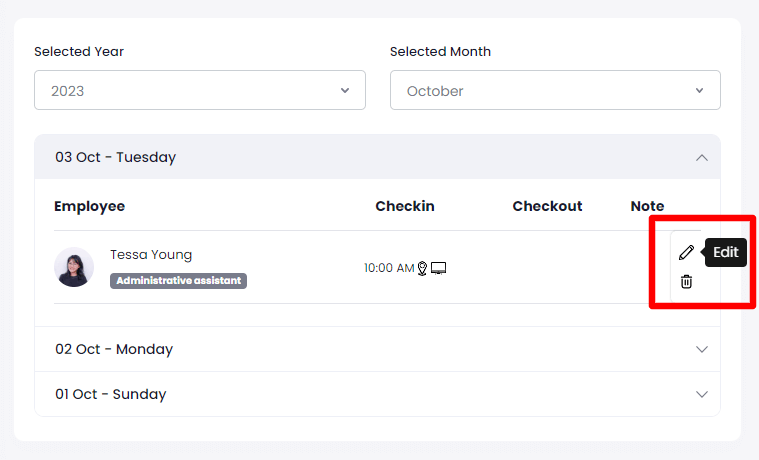 Selected Year
Selected Month
2023
October
03 Oct - Tuesday
Employee
Checkin
Checkout
Note
Tessa Young
Administrative assistant
10:00 AM
Edit
02 Oct - Monday
01 Oct - Sunday